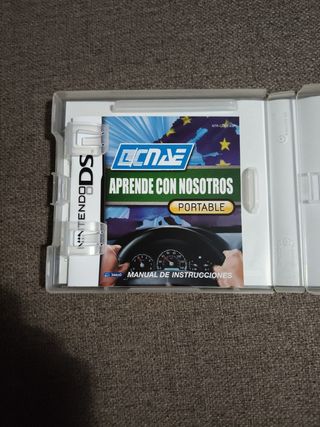 NINTENDO DS
CNAE
APRENDE CON NOSOTROS
PORTABLE
MANUAL DE INSTRUCCIONES